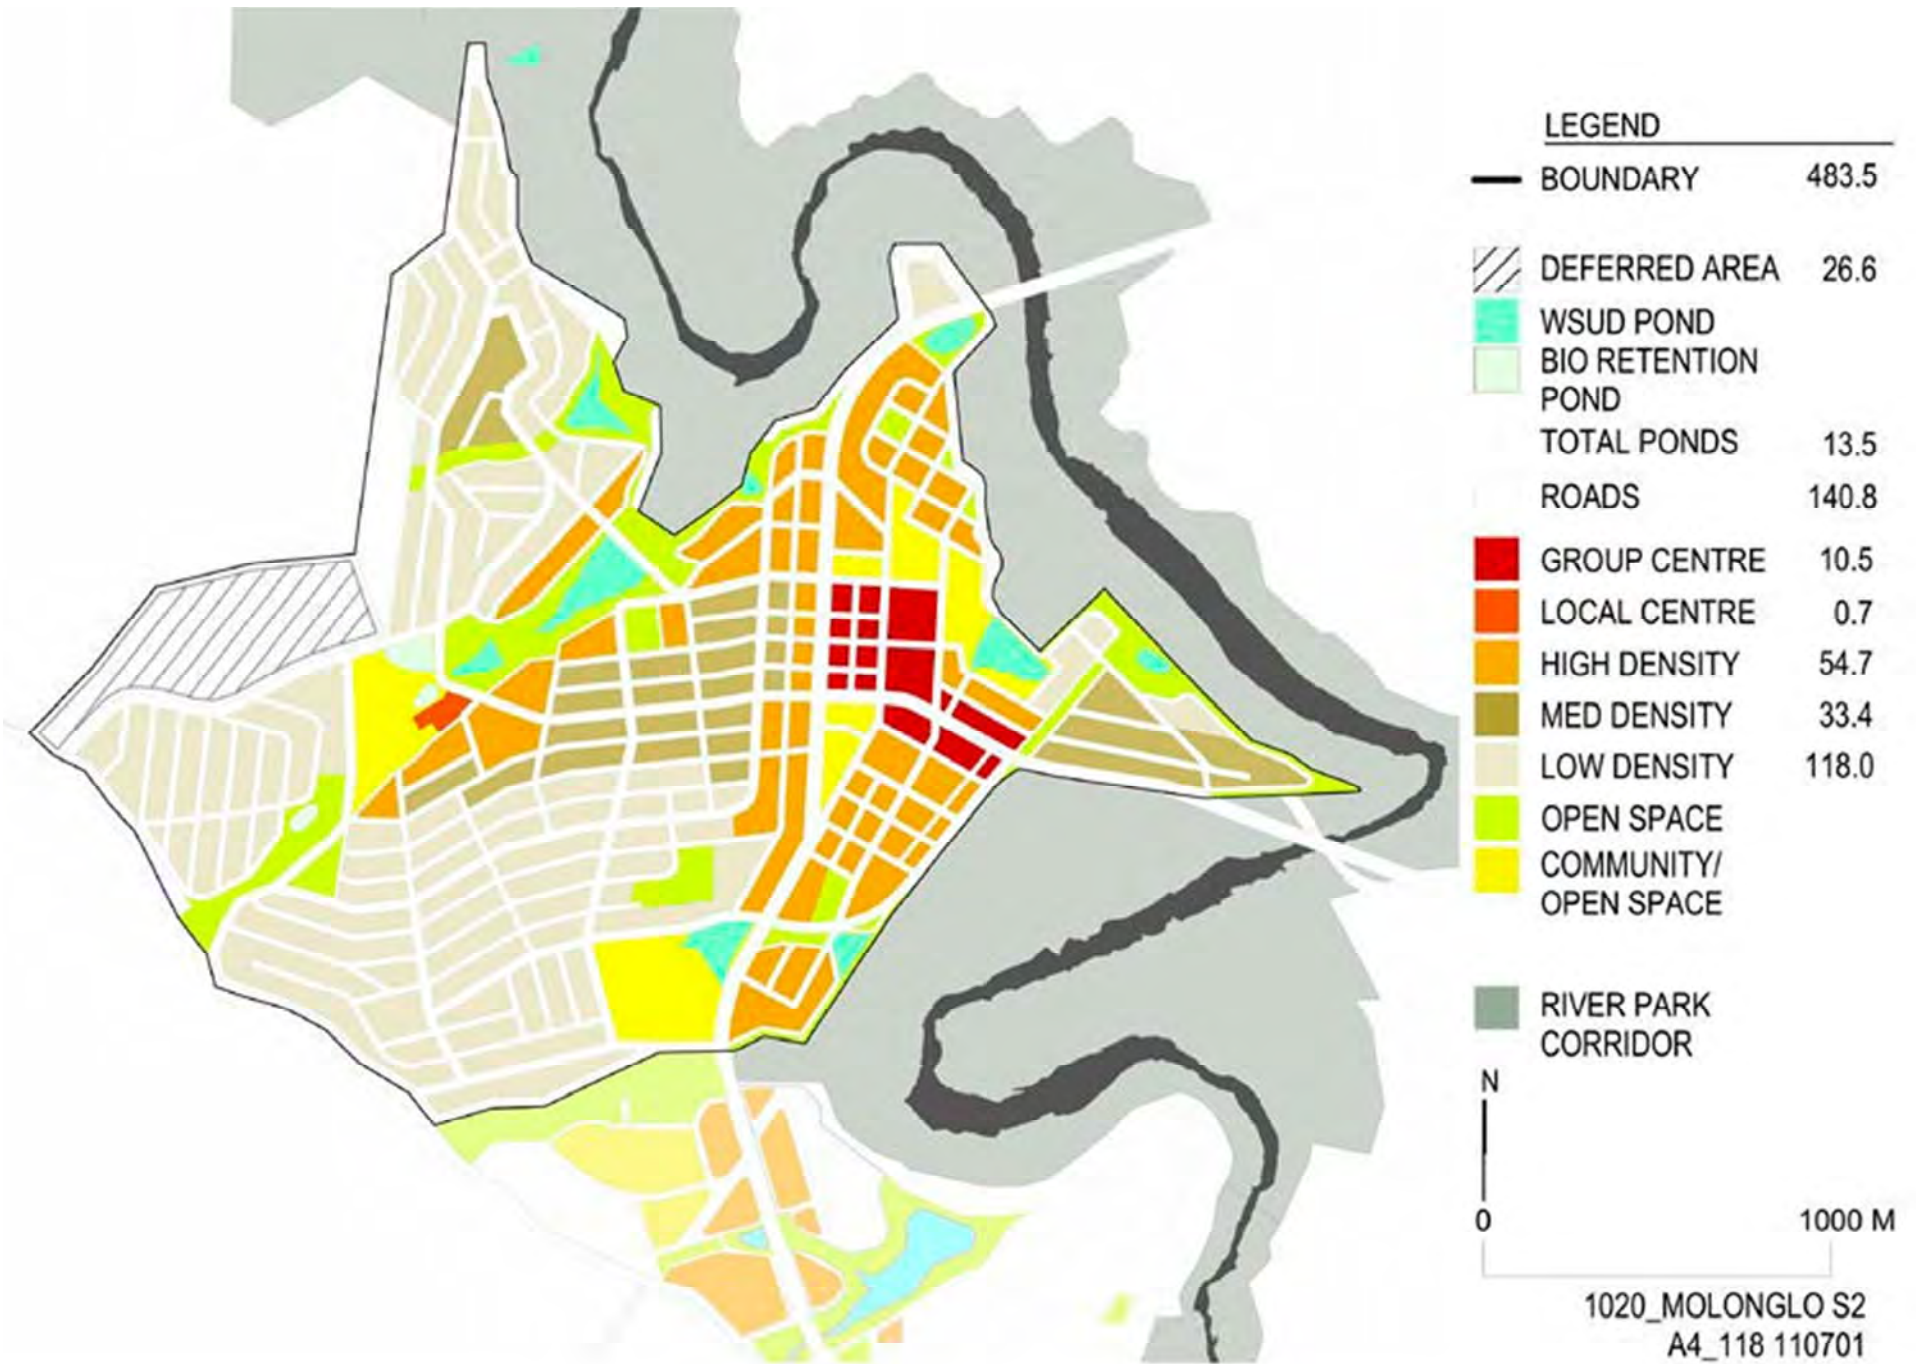 LEGEND
BOUNDARY 483.5
DEFERRED AREA 26.6
WSUD POND
BIO RETENTION
POND
TOTAL PONDS 13.5
ROADS 140.8
GROUP CENTRE 10.5
LOCAL CENTRE 0.7
HIGH DENSITY 54.7
MED DENSITY 33.4
LOW DENSITY 118.0
OPEN SPACE
COMMUNITY/
OPEN SPACE
RIVER PARK
CORRIDOR
N
0 1000 M
1020_MOLONGLO S2
A4_118 110701